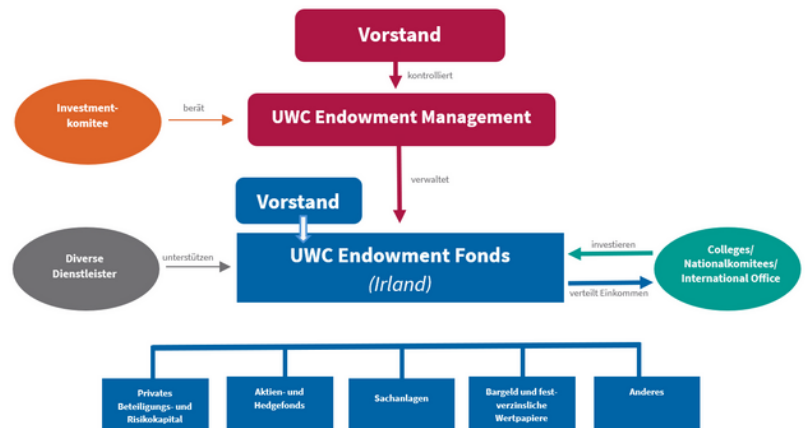 Vorstand
kontrolliert
Investment-
komitee
berät
UWC Endowment Management
verwaltet
Vorstand
Diverse
Dienstleister
unterstützen
UWC Endowment Fonds
(Irland)
investieren
verteilt Einkommen
Colleges/
Nationalkomitees/
International Office
Privates
Beteiligungs- und
Risikokapital
Aktien- und
Hedgefonds
Sachanlagen
Bargeld und fest-
verzinsliche
Wertpapiere
Anderes